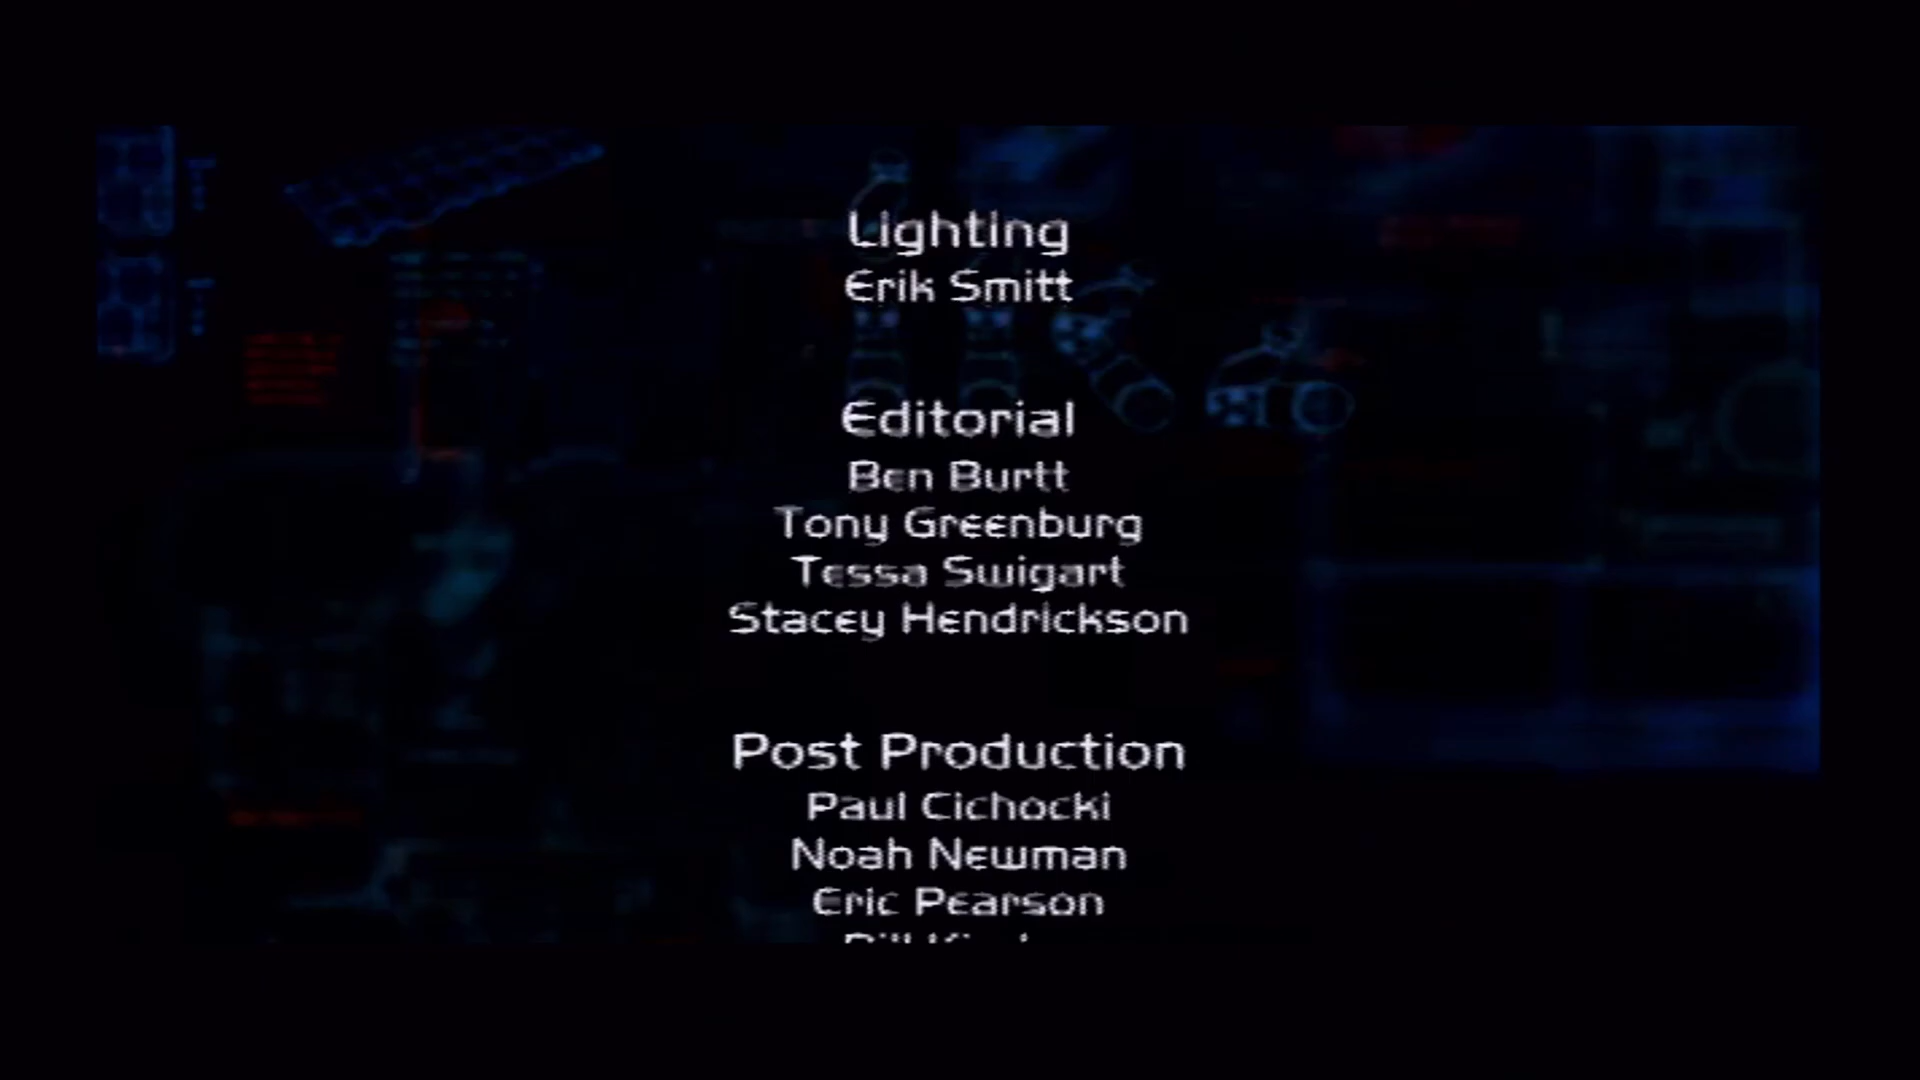 Lighting
Erik Smitt
Editorial
Ben Burtt
Tony Greenburg
Tessa Swigart
Stacey Hendrickson
Post Production
Paul Cichocki
Noah Newman
Eric Pearson